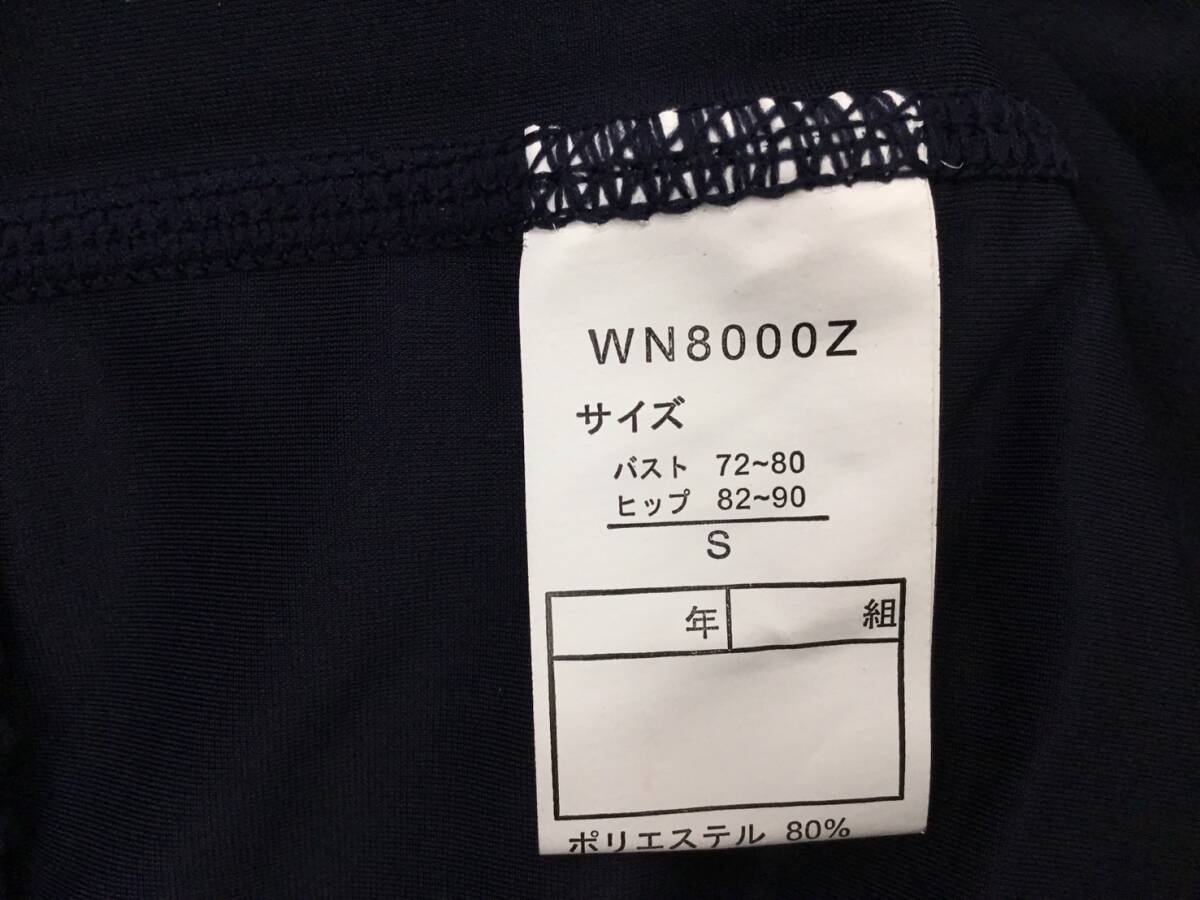 WN8000Z
サイズ
バスト 72~80
ヒップ 82~90
S
年 組
ポリエステル 80%